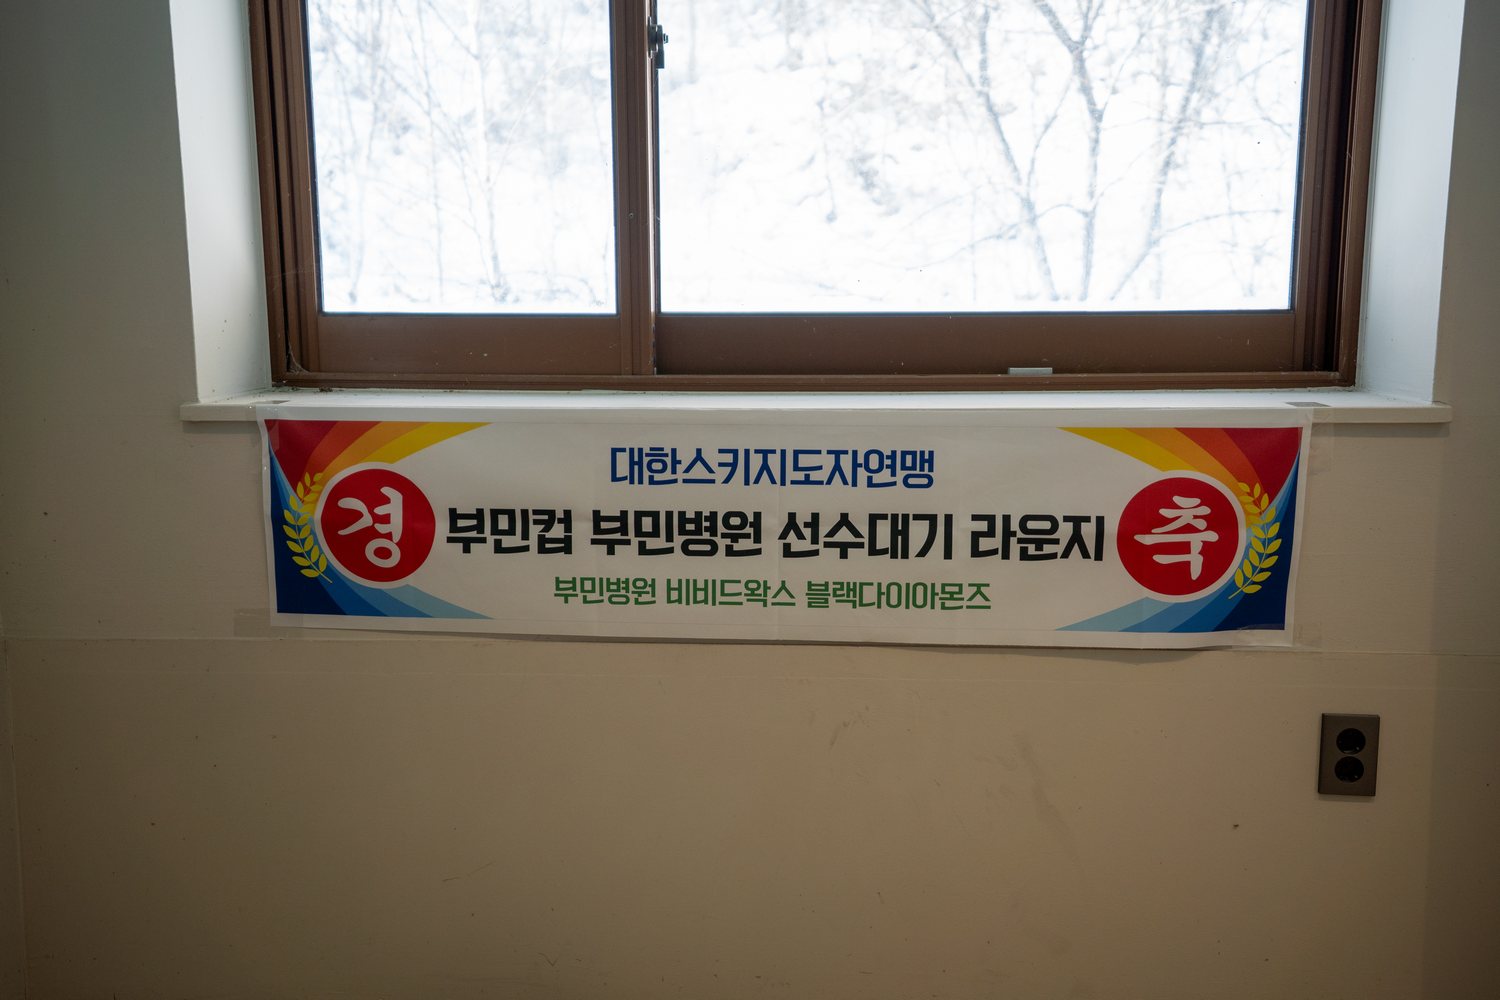 대한스키지도자연맹
경 부민컵 부민병원 선수대기 라운지 축
부민병원 비비드왁스 블랙다이아몬즈